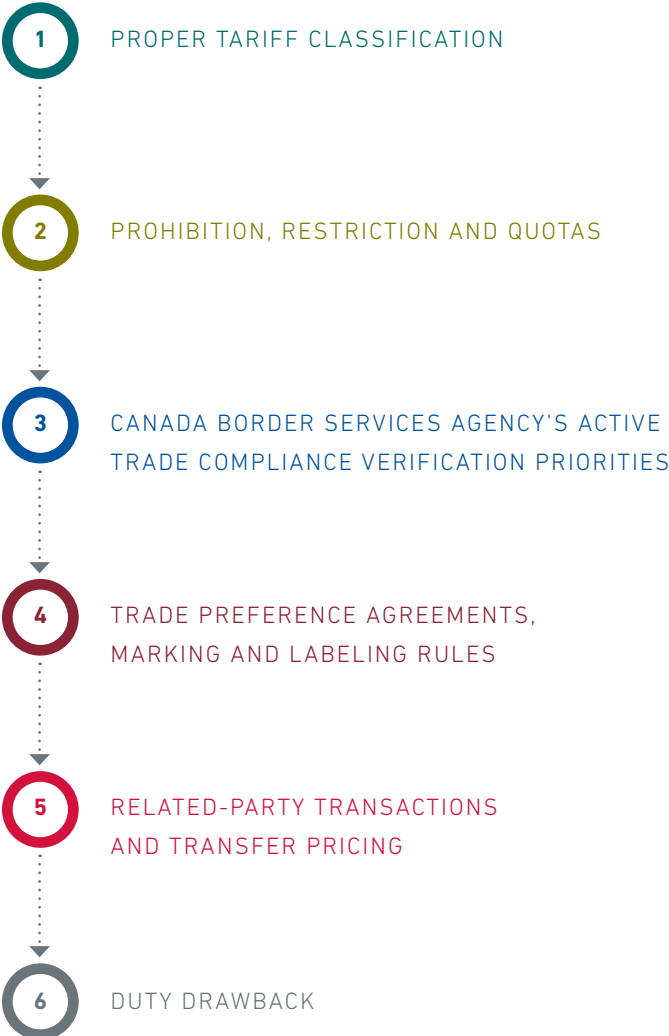 1 PROPER TARIFF CLASSIFICATION
2 PROHIBITION, RESTRICTION AND QUOTAS
3 CANADA BORDER SERVICES AGENCY’S ACTIVE
TRADE COMPLIANCE VERIFICATION PRIORITIES
4 TRADE PREFERENCE AGREEMENTS,
MARKING AND LABELING RULES
5 RELATED-PARTY TRANSACTIONS
AND TRANSFER PRICING
6 DUTY DRAWBACK